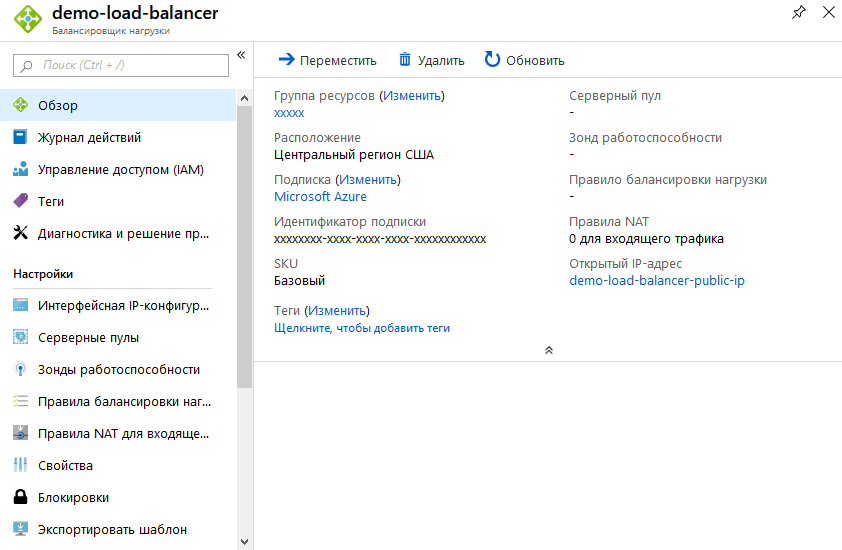 demo-load-balancer
Балансировщик нагрузки
Поиск (Ctrl + /)
Обзор
Журнал действий
Управление доступом (IAM)
Теги
Диагностика и решение пр...
Настройки
Интерфейсная IP-конфигур...
Серверные пулы
Зонды работоспособности
Правила балансировки наг...
Правила NAT для входяще...
Свойства
Блокировки
Экспортировать шаблон
Переместить
Удалить
Обновить
Группа ресурсов (Изменить)
xxxxx
Расположение
Центральный регион США
Подписка (Изменить)
Microsoft Azure
Идентификатор подписки
xxxxxxxx-xxxx-xxxx-xxxx-xxxxxxxxxxxx
SKU
Базовый
Теги (Изменить)
Щелкните, чтобы добавить теги
Серверный пул
-
Зонд работоспособности
-
Правило балансировки нагрузки
-
Правила NAT
0 для входящего трафика
Открытый IP-адрес
demo-load-balancer-public-ip